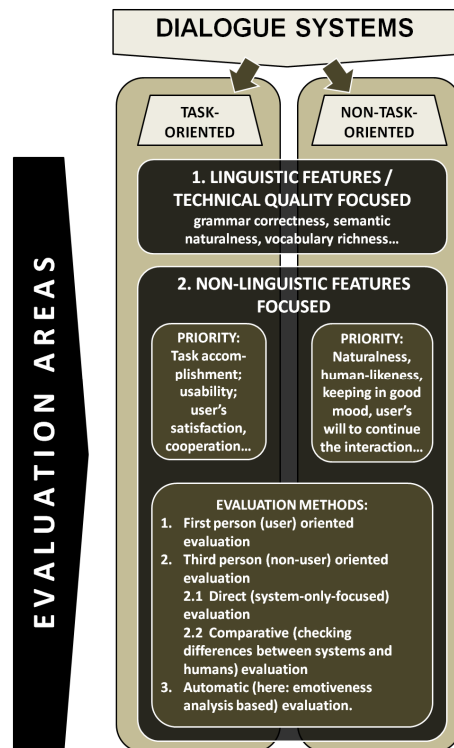 DIALOGUE SYSTEMS
TASK-
ORIENTED
NON-TASK-
ORIENTED
EVALUATION AREAS
1. LINGUISTIC FEATURES /
TECHNICAL QUALITY FOCUSED
grammar correctness, semantic
naturalness, vocabulary richness...
2. NON-LINGUISTIC FEATURES
FOCUSED
PRIORITY:
Task accom-
plishment;
usability;
user's
satisfaction,
cooperation...
PRIORITY:
Naturalness,
human-likeness,
keeping in good
mood, user's
will to continue
the interaction...
EVALUATION METHODS:
1. First person (user) oriented
evaluation
2. Third person (non-user) oriented
evaluation
2.1 Direct (system-only-focused)
evaluation
2.2 Comparative (checking
differences between systems and
humans) evaluation
3. Automatic (here: emotiveness
analysis based) evaluation.